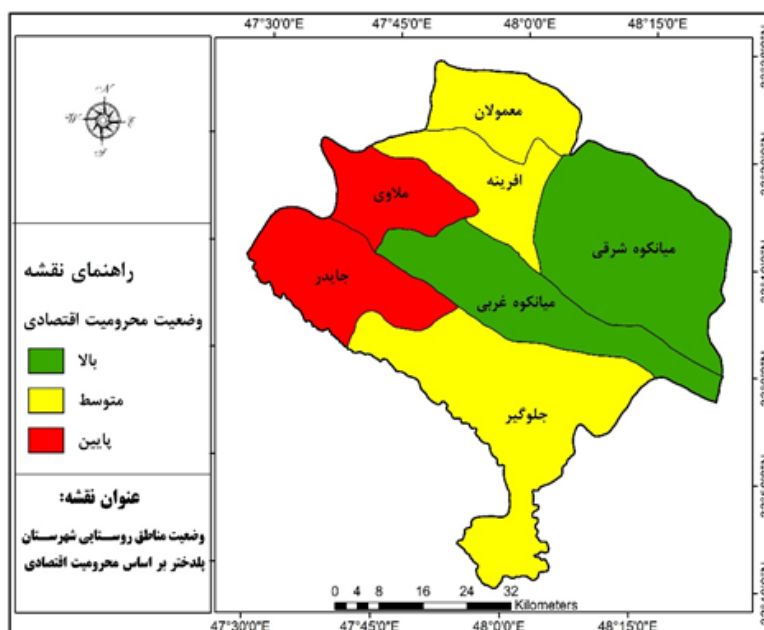 47°30'0"E 47°45'0"E 48°0'0"E 48°15'0"E
N
W E
S
معمولان
افرینه
ملاوی
میانکوه شرقی
جایدر
میانکوه غربی
جلوگیر
راهنمای نقشه
وضعیت محرومیت اقتصادی
بالا
متوسط
پایین
عنوان نقشه:
وضعیت مناطق روستایی شهرستان
پلدختر بر اساس محرومیت اقتصادی
0 4 8 16 24 32
Kilometers
47°30'0"E 47°45'0"E 48°0'0"E 48°15'0"E